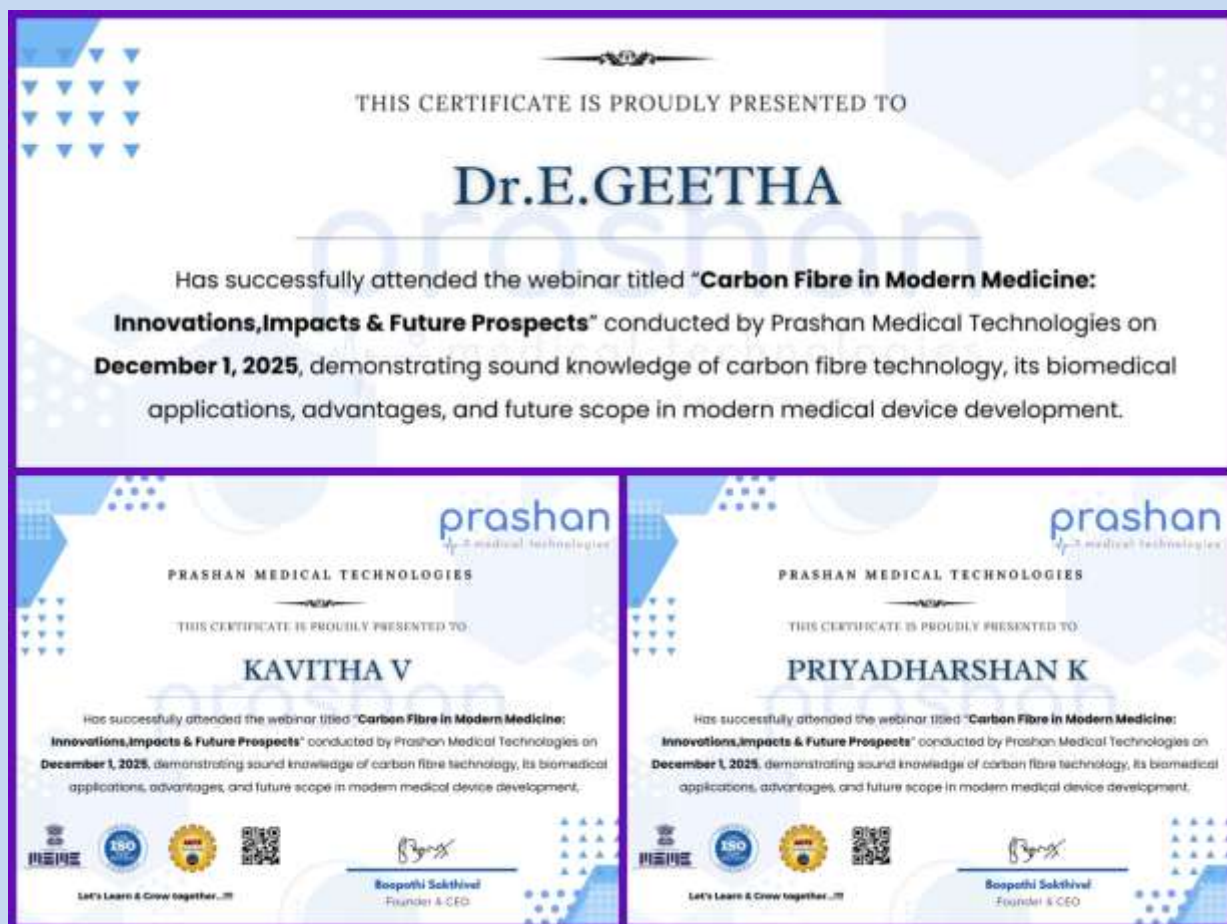 THIS CERTIFICATE IS PROUDLY PRESENTED TO
Dr.E.GEETHA
Has successfully attended the webinar titled “Carbon Fibre in Modern Medicine:
Innovations,Impacts & Future Prospects” conducted by Prashan Medical Technologies on
December 1, 2025, demonstrating sound knowledge of carbon fibre technology, its biomedical
applications, advantages, and future scope in modern medical device development.
prashan
medical technologies
PRASHAN MEDICAL TECHNOLOGIES
THIS CERTIFICATE IS PROUDLY PRESENTED TO
KAVITHA V
Has successfully attended the webinar titled “Carbon Fibre in Modern Medicine:
Innovations,Impacts & Future Prospects” conducted by Prashan Medical Technologies on
December 1, 2025, demonstrating sound knowledge of carbon fibre technology, its biomedical
applications, advantages, and future scope in modern medical device development.
ISO
Let's Learn & Grow together...!!!
Boopathi Sakthivel
Founder & CEO
prashan
medical technologies
PRASHAN MEDICAL TECHNOLOGIES
THIS CERTIFICATE IS PROUDLY PRESENTED TO
PRIYADHARSHAN K
Has successfully attended the webinar titled “Carbon Fibre in Modern Medicine:
Innovations,Impacts & Future Prospects” conducted by Prashan Medical Technologies on
December 1, 2025, demonstrating sound knowledge of carbon fibre technology, its biomedical
applications, advantages, and future scope in modern medical device development.
ISO
Let's Learn & Grow together...!!!
Boopathi Sakthivel
Founder & CEO